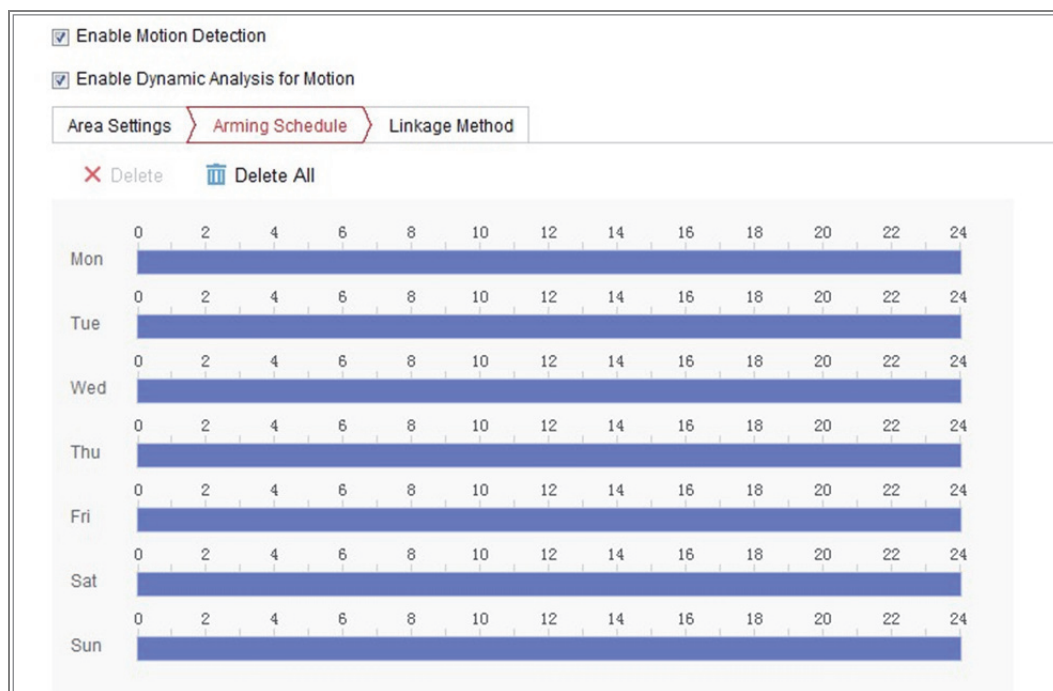 Enable Motion Detection
Enable Dynamic Analysis for Motion
Area Settings Arming Schedule Linkage Method
Delete Delete All
0 2 4 6 8 10 12 14 16 18 20 22 24
Mon
0 2 4 6 8 10 12 14 16 18 20 22 24
Tue
0 2 4 6 8 10 12 14 16 18 20 22 24
Wed
0 2 4 6 8 10 12 14 16 18 20 22 24
Thu
0 2 4 6 8 10 12 14 16 18 20 22 24
Fri
0 2 4 6 8 10 12 14 16 18 20 22 24
Sat
0 2 4 6 8 10 12 14 16 18 20 22 24
Sun